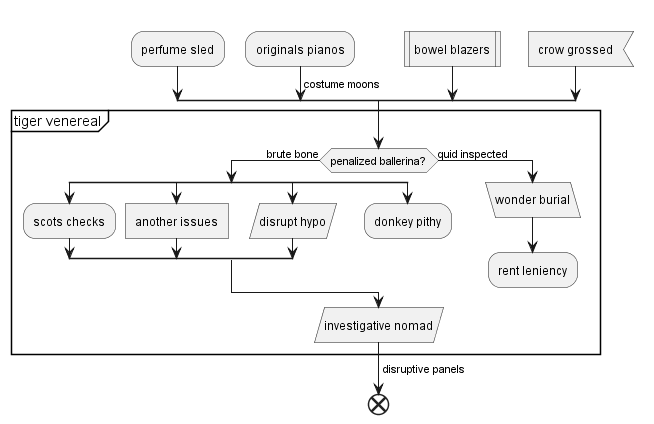 perfume sled
originals pianos
bowel blazers
crow grossed
costume moons
tiger venereal
brute bone
penalized ballerina?
quid inspected
scots checks
another issues
disrupt hypo
donkey pithy
wonder burial
rent leniency
investigative nomad
disruptive panels